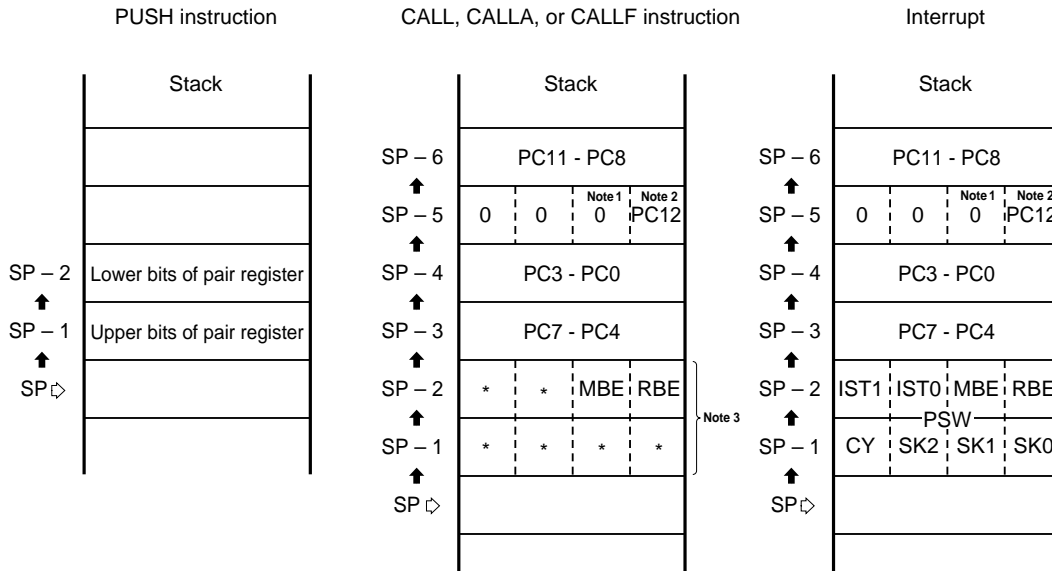 PUSH instruction
Stack
SP – 2 Lower bits of pair register
SP – 1 Upper bits of pair register
SP
CALL, CALLA, or CALLF instruction
Stack
SP – 6 PC11 - PC8
Note 1 Note 2
SP – 5 0 0 0 PC12
SP – 4 PC3 - PC0
SP – 3 PC7 - PC4
SP – 2 * * MBE RBE
Note 3
SP – 1 * * * *
SP
Interrupt
Stack
SP – 6 PC11 - PC8
Note 1 Note 2
SP – 5 0 0 0 PC12
SP – 4 PC3 - PC0
SP – 3 PC7 - PC4
SP – 2 IST1 IST0 MBE RBE
PSW
SP – 1 CY SK2 SK1 SK0
SP